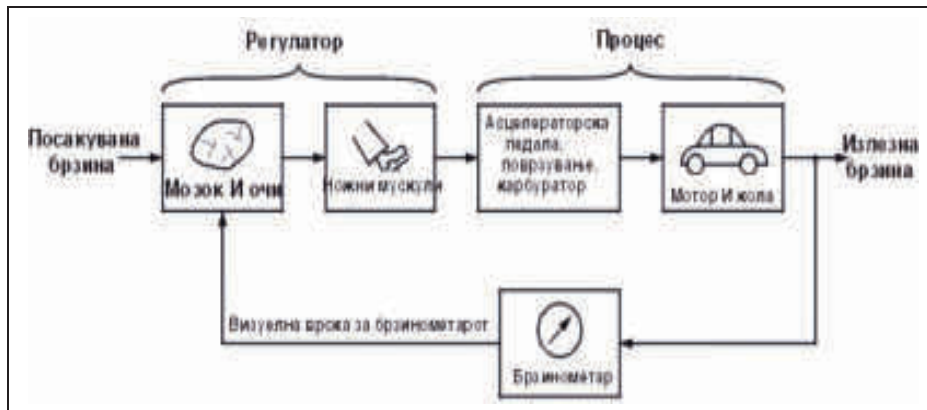 Регулатор
Процес
Посакувана
брзина
Мозок И очи
Ножни мускули
Асцелераторска
педала,
поврзување,
карбуратор
Мотор И кола
Излезна
брзина
Визуелна врска за брзинометарот
Брзинометар